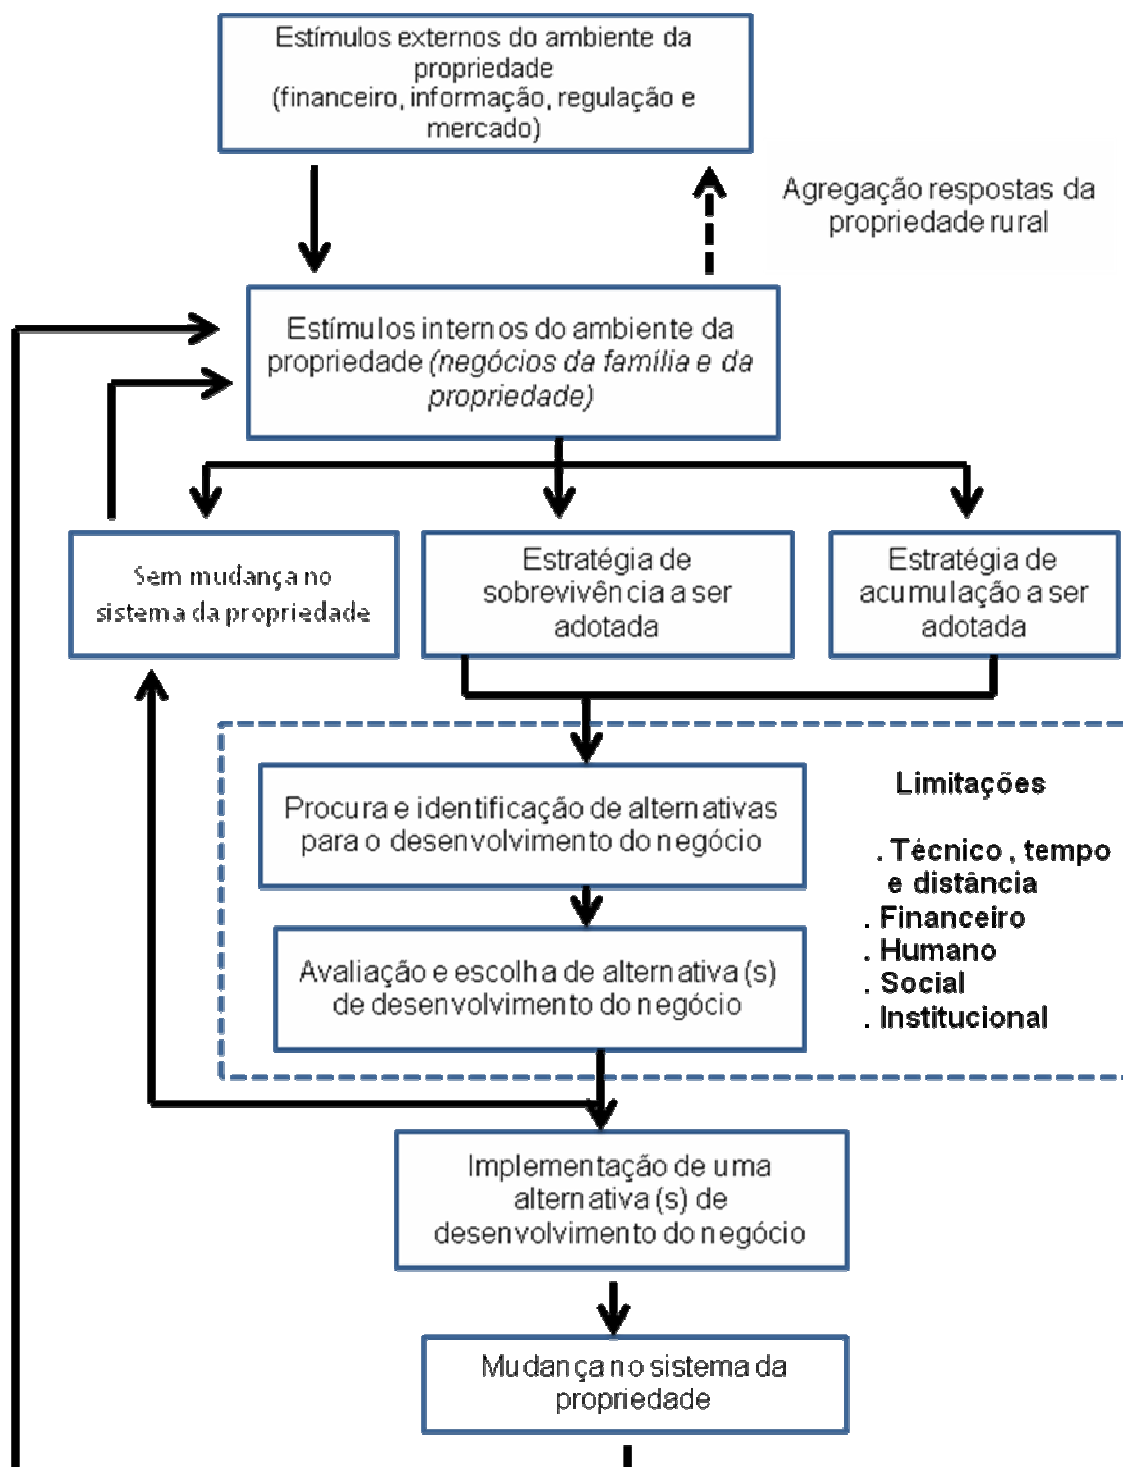 Estímulos externos do ambiente da
propriedade
(financeiro, informação, regulação e
mercado)
Agregação respostas da
propriedade rural
Estímulos internos do ambiente da
propriedade (negócios da família e da
propriedade)
Sem mudança no
sistema da propriedade
Estratégia de
sobrevivência a ser
adotada
Estratégia de
acumulação a ser
adotada
Procura e identificação de alternativas
para o desenvolvimento do negócio
Limitações
. Técnico , tempo
e distância
. Financeiro
. Humano
. Social
. Institucional
Avaliação e escolha de alternativa (s)
de desenvolvimento do negócio
Implementação de uma
alternativa (s) de
desenvolvimento do negócio
Mudança no sistema da
propriedade